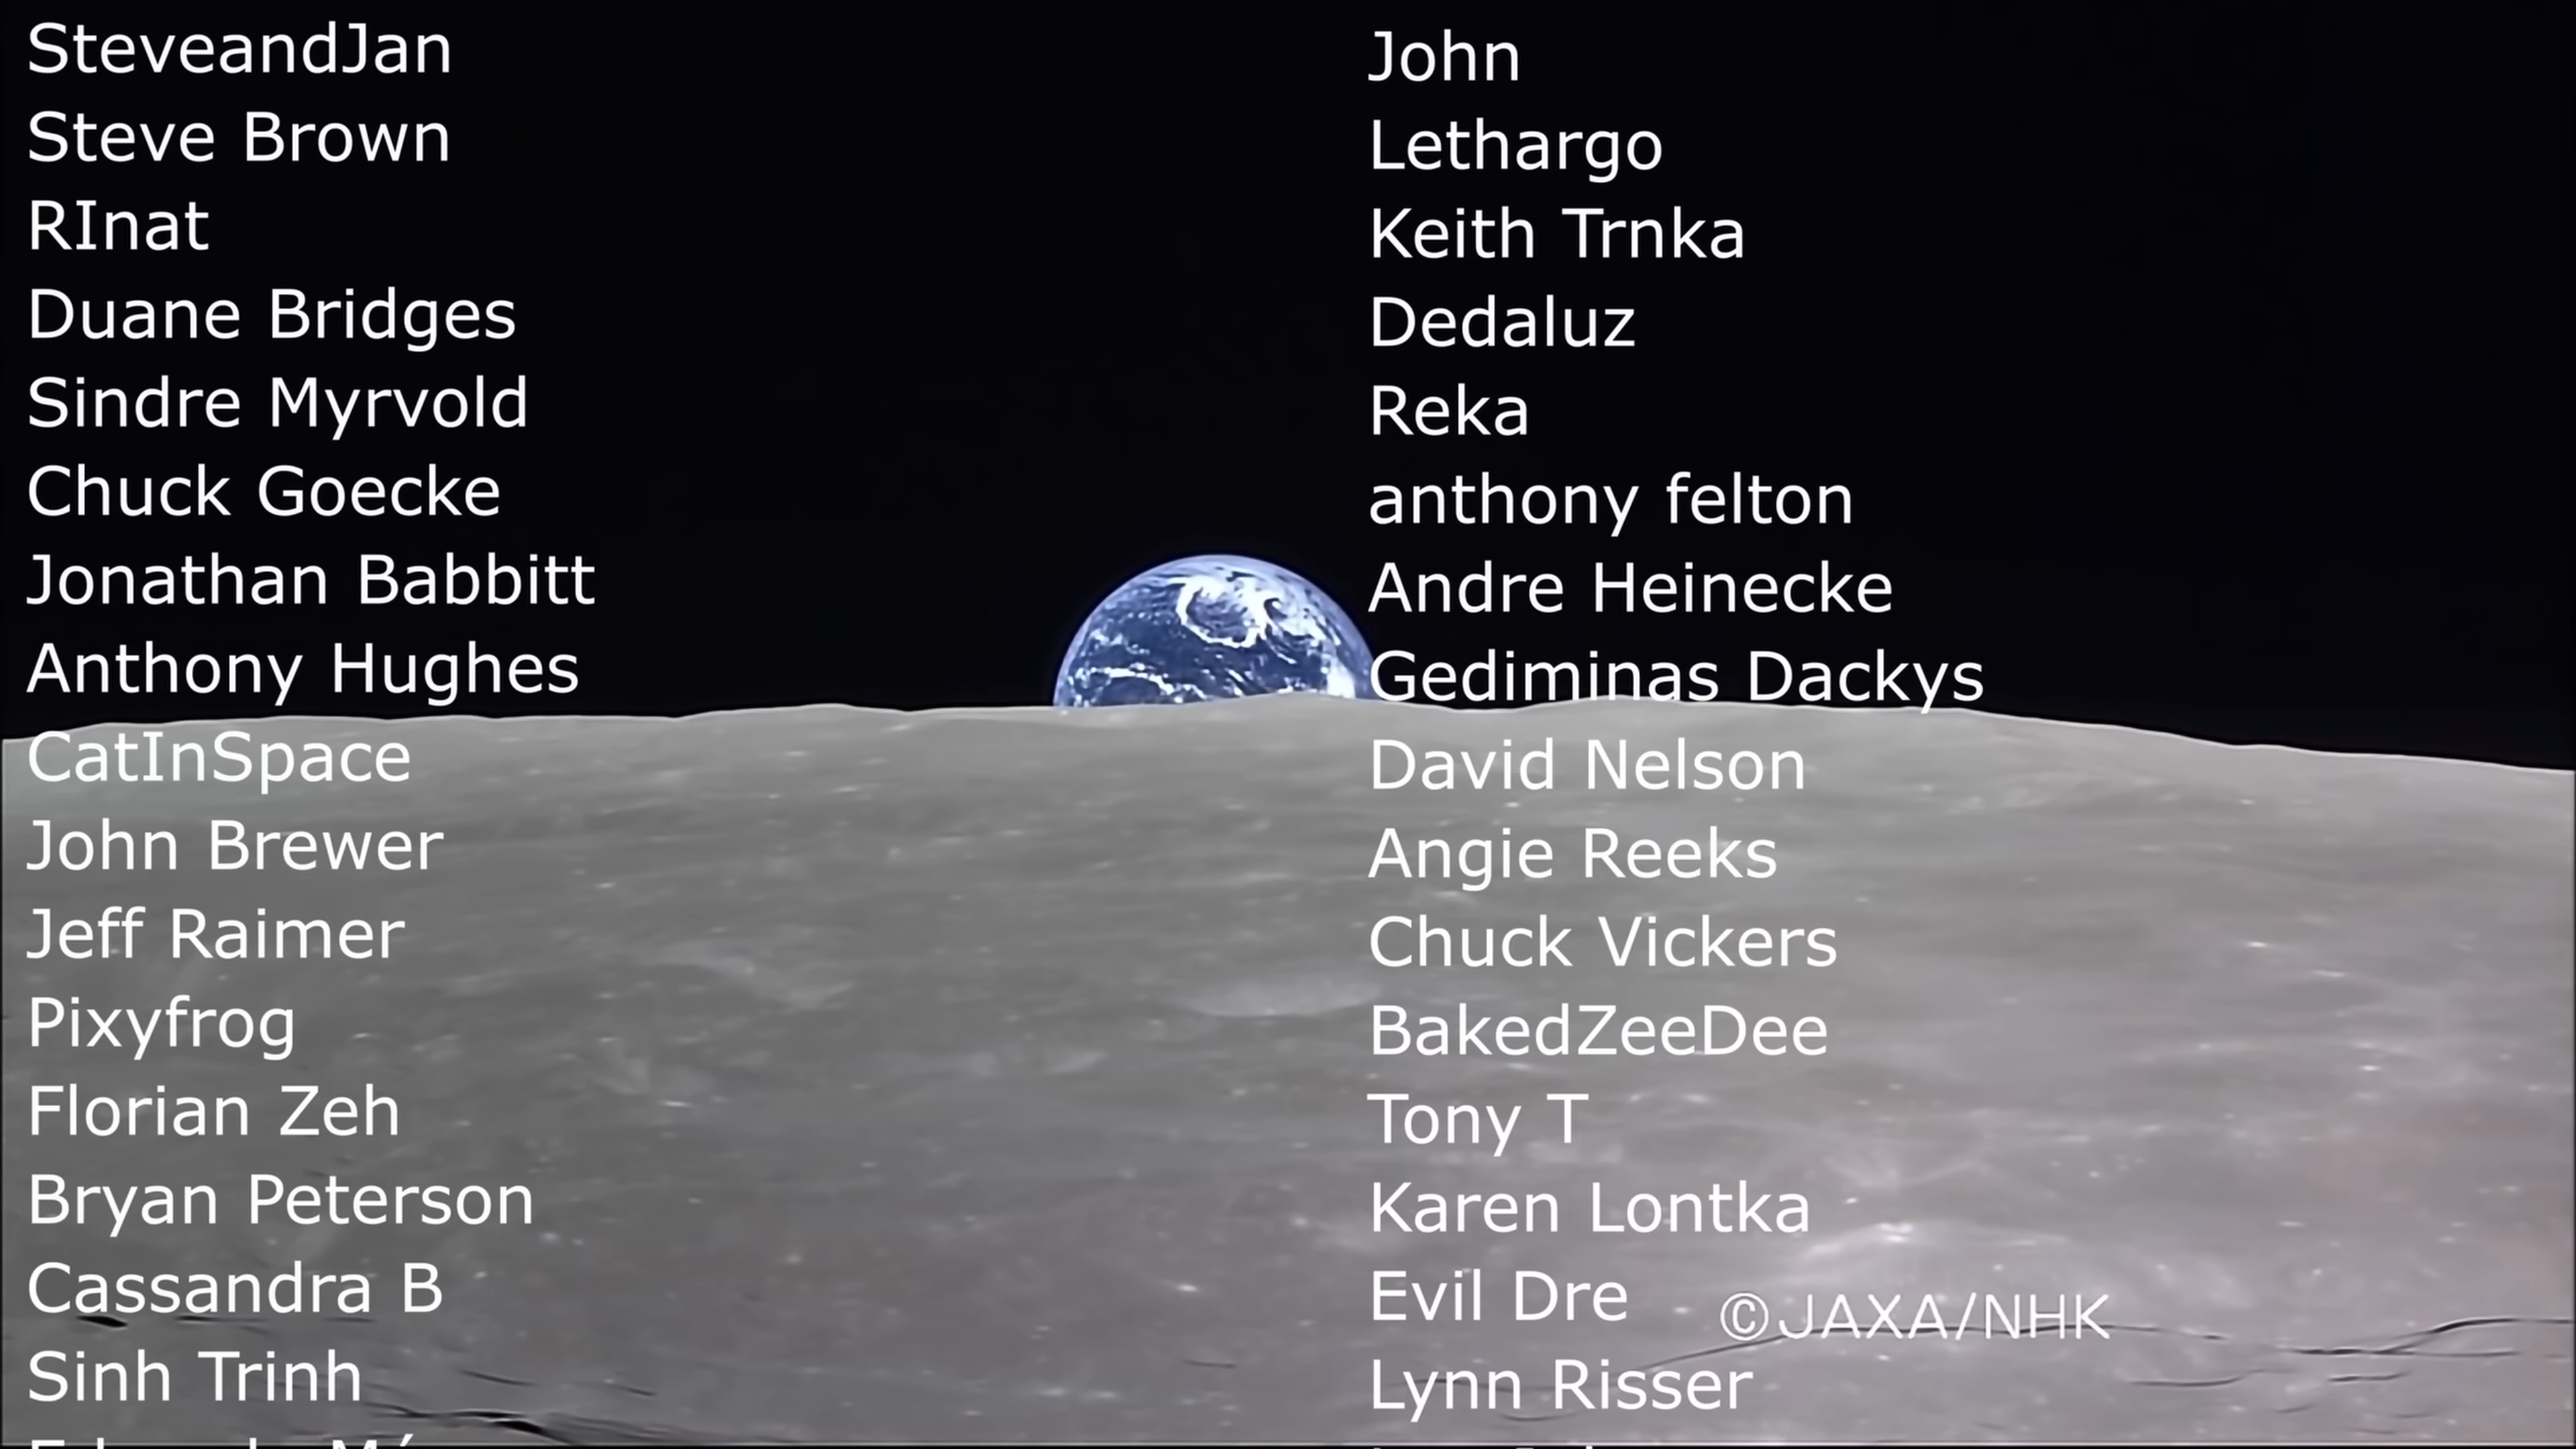 SteveandJan
Steve Brown
RInat
Duane Bridges
Sindre Myrvold
Chuck Goecke
Jonathan Babbitt
Anthony Hughes
CatInSpace
John Brewer
Jeff Raimer
Pixyfrog
Florian Zeh
Bryan Peterson
Cassandra B
Sinh Trinh
John
Lethargo
Keith Trnka
Dedaluz
Reka
anthony felton
Andre Heinecke
Gediminas Dackys
David Nelson
Angie Reeks
Chuck Vickers
BakedZeeDee
Tony T
Karen Lontka
Evil Dre
Lynn Risser
©JAXA/NHK